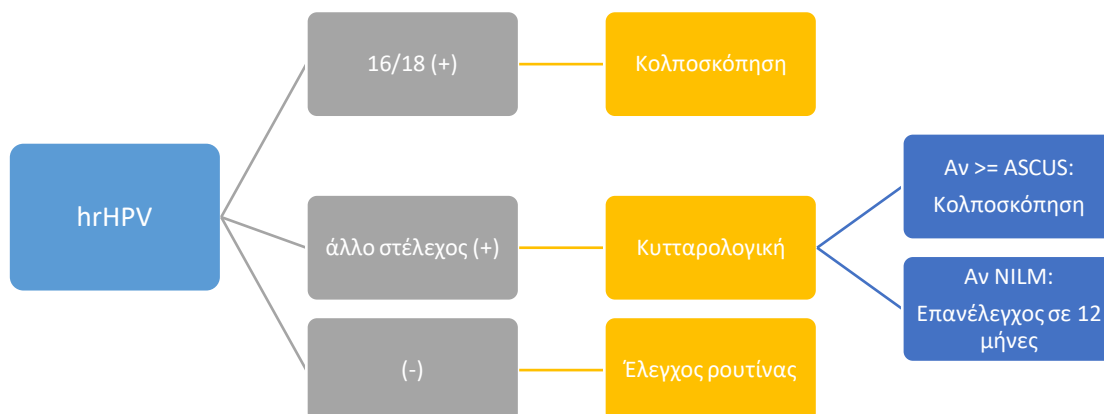 hrHPV
16/18 (+)
Κολποσκόπηση
άλλο στέλεχος (+)
Κυτταρολογική
Αν >= ASCUS:
Κολποσκόπηση
Αν NILM:
Επανέλεγχος σε 12
μήνες
(-)
Έλεγχος ρουτίνας